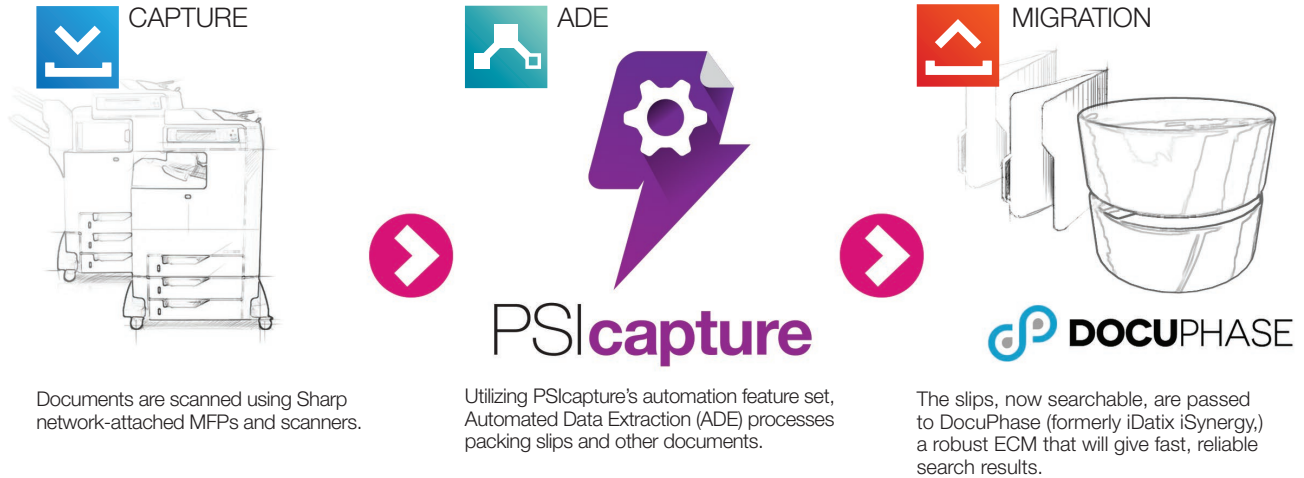 CAPTURE
Documents are scanned using Sharp
network-attached MFPs and scanners.
ADE
PSIcapture
Utilizing PSIcapture's automation feature set,
Automated Data Extraction (ADE) processes
packing slips and other documents.
MIGRATION
DOCUPHASE
The slips, now searchable, are passed
to DocuPhase (formerly iDatix iSynergy,)
a robust ECM that will give fast, reliable
search results.